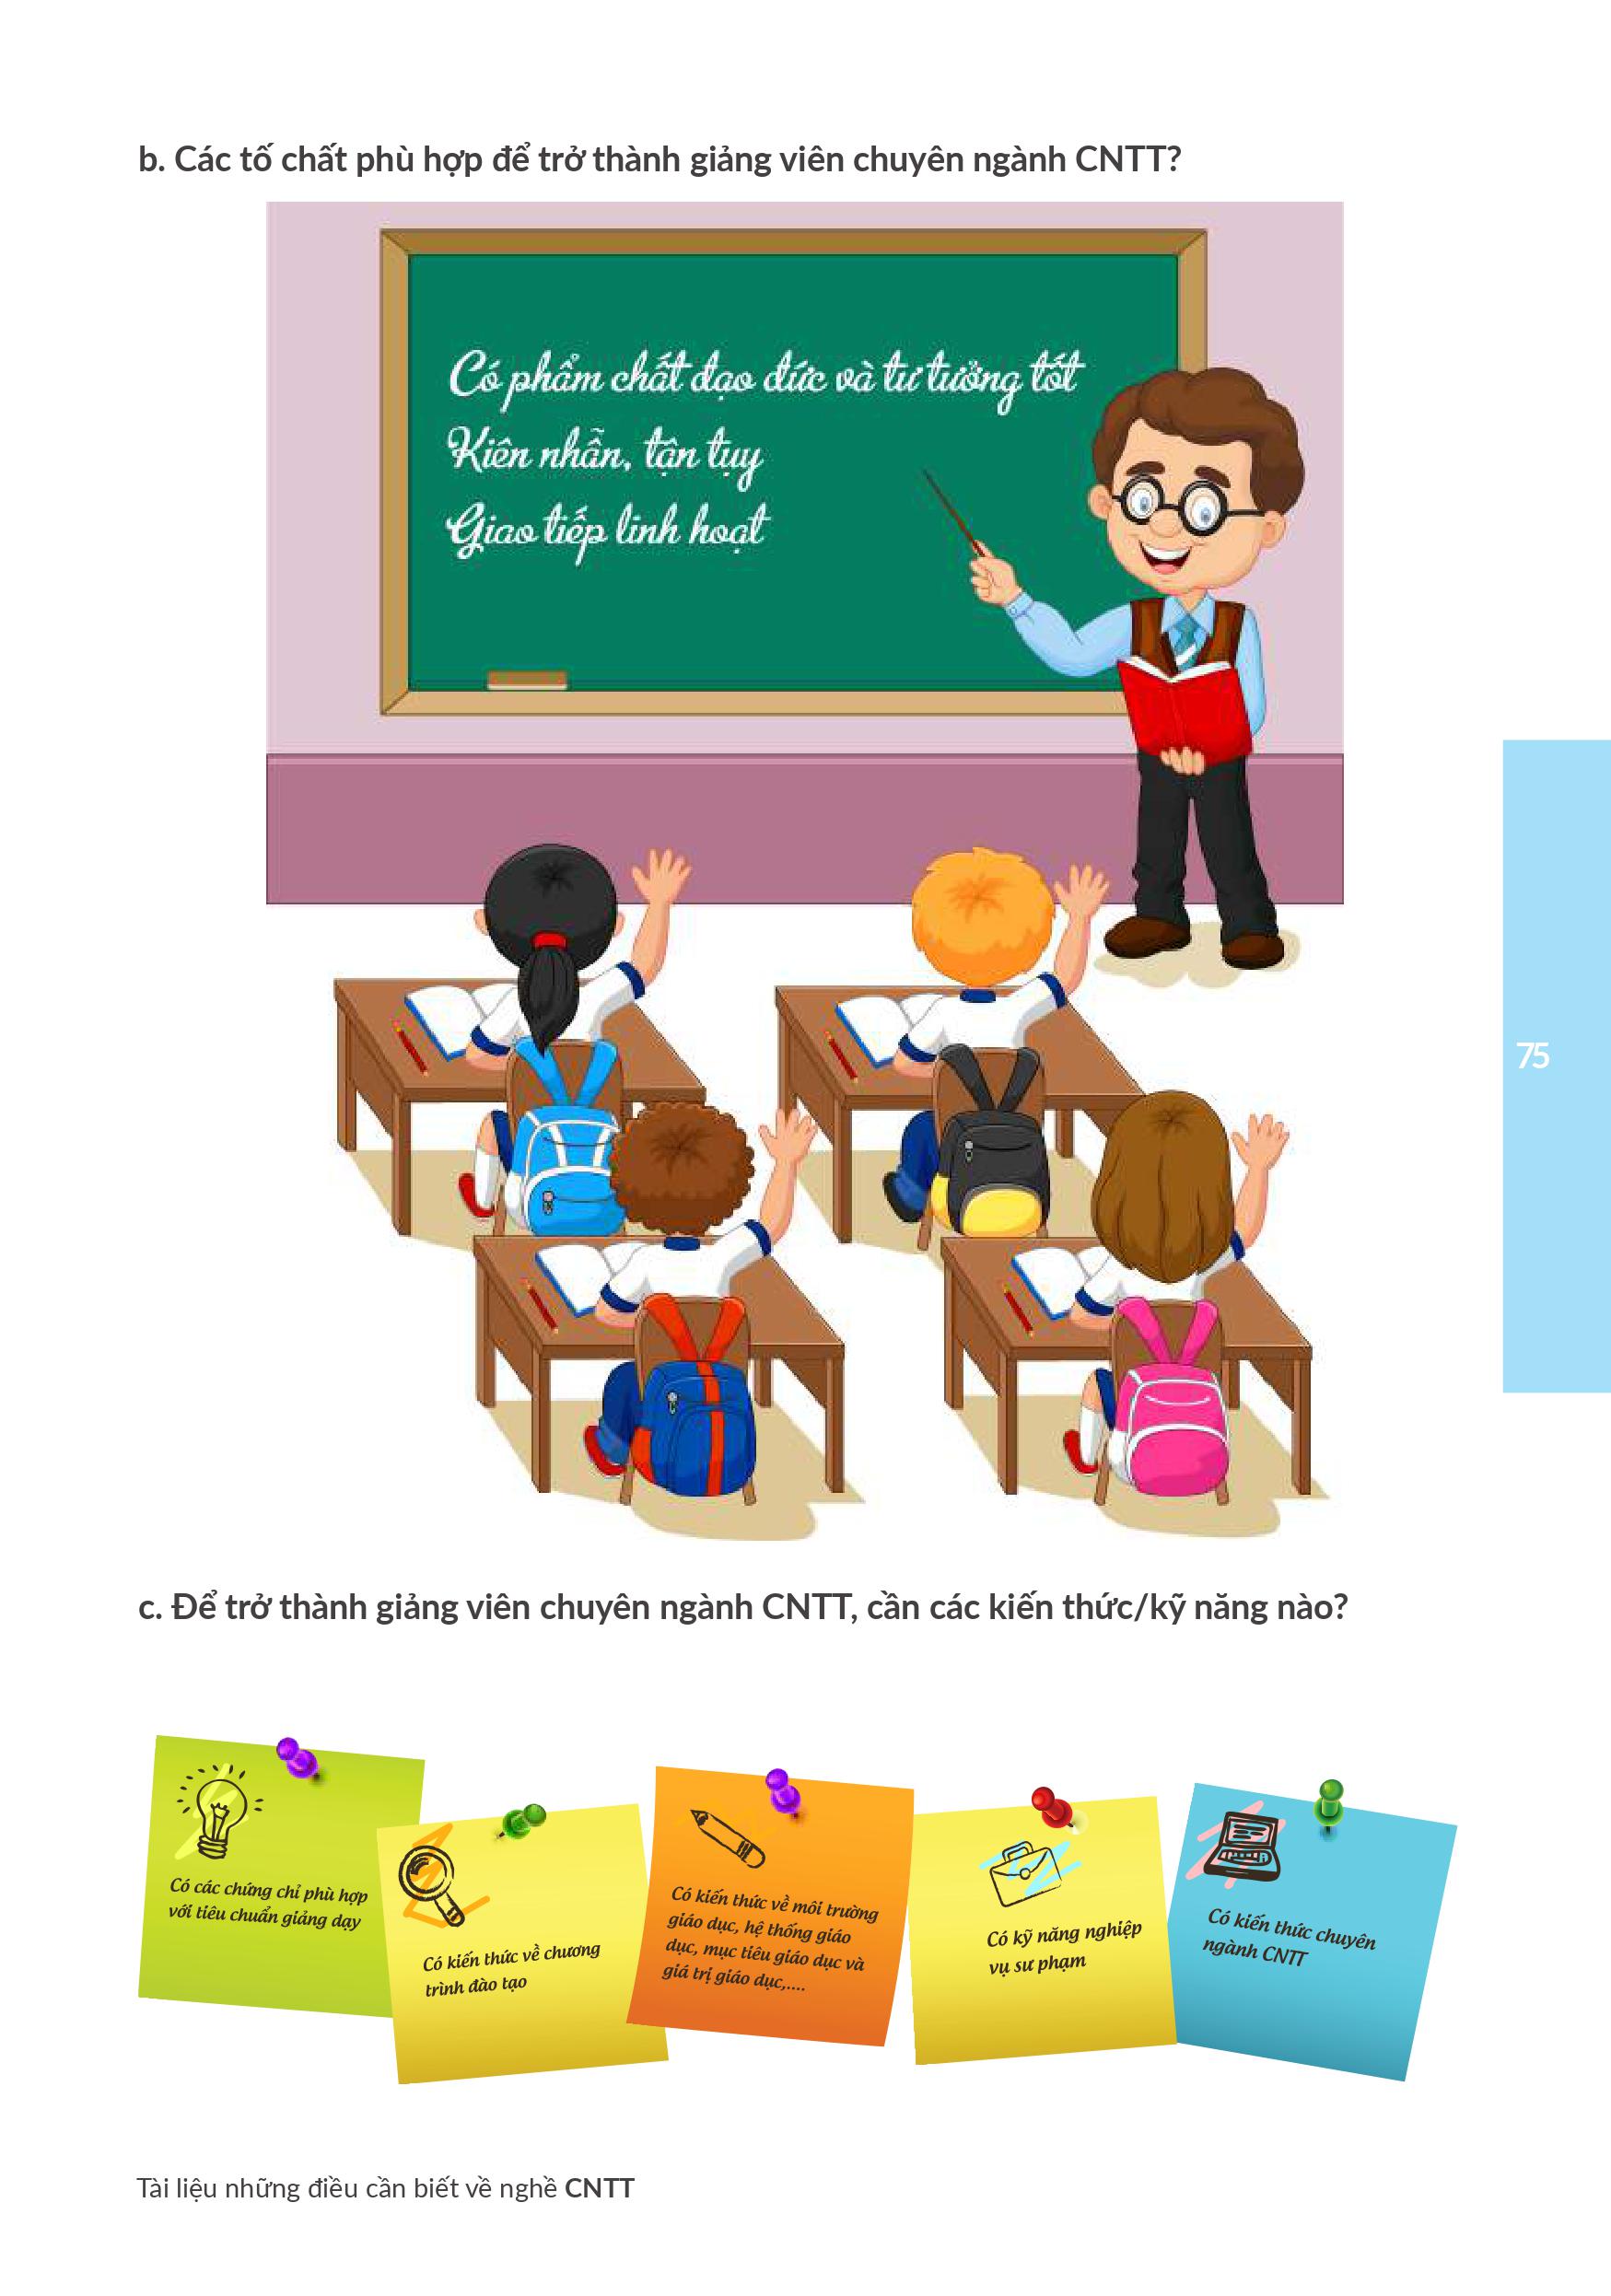 b. Các tố chất phù hợp để trở thành giảng viên chuyên ngành CNTT?
Có phẩm chất đạo đức và tư tưởng tốt
Kiên nhẫn, tận tụy
Giao tiếp linh hoạt
75
c. Để trở thành giảng viên chuyên ngành CNTT, cần các kiến thức/kỹ năng nào?
Có các chứng chỉ phù hợp
với tiêu chuẩn giảng dạy
Có kiến thức về chương
trình đào tạo
Có kiến thức về môi trường
giáo dục, hệ thống giáo
dục, mục tiêu giáo dục và
giá trị giáo dục,....
Có kỹ năng nghiệp
vụ sư phạm
Có kiến thức chuyên
ngành CNTT
Tài liệu những điều cần biết về nghề CNTT